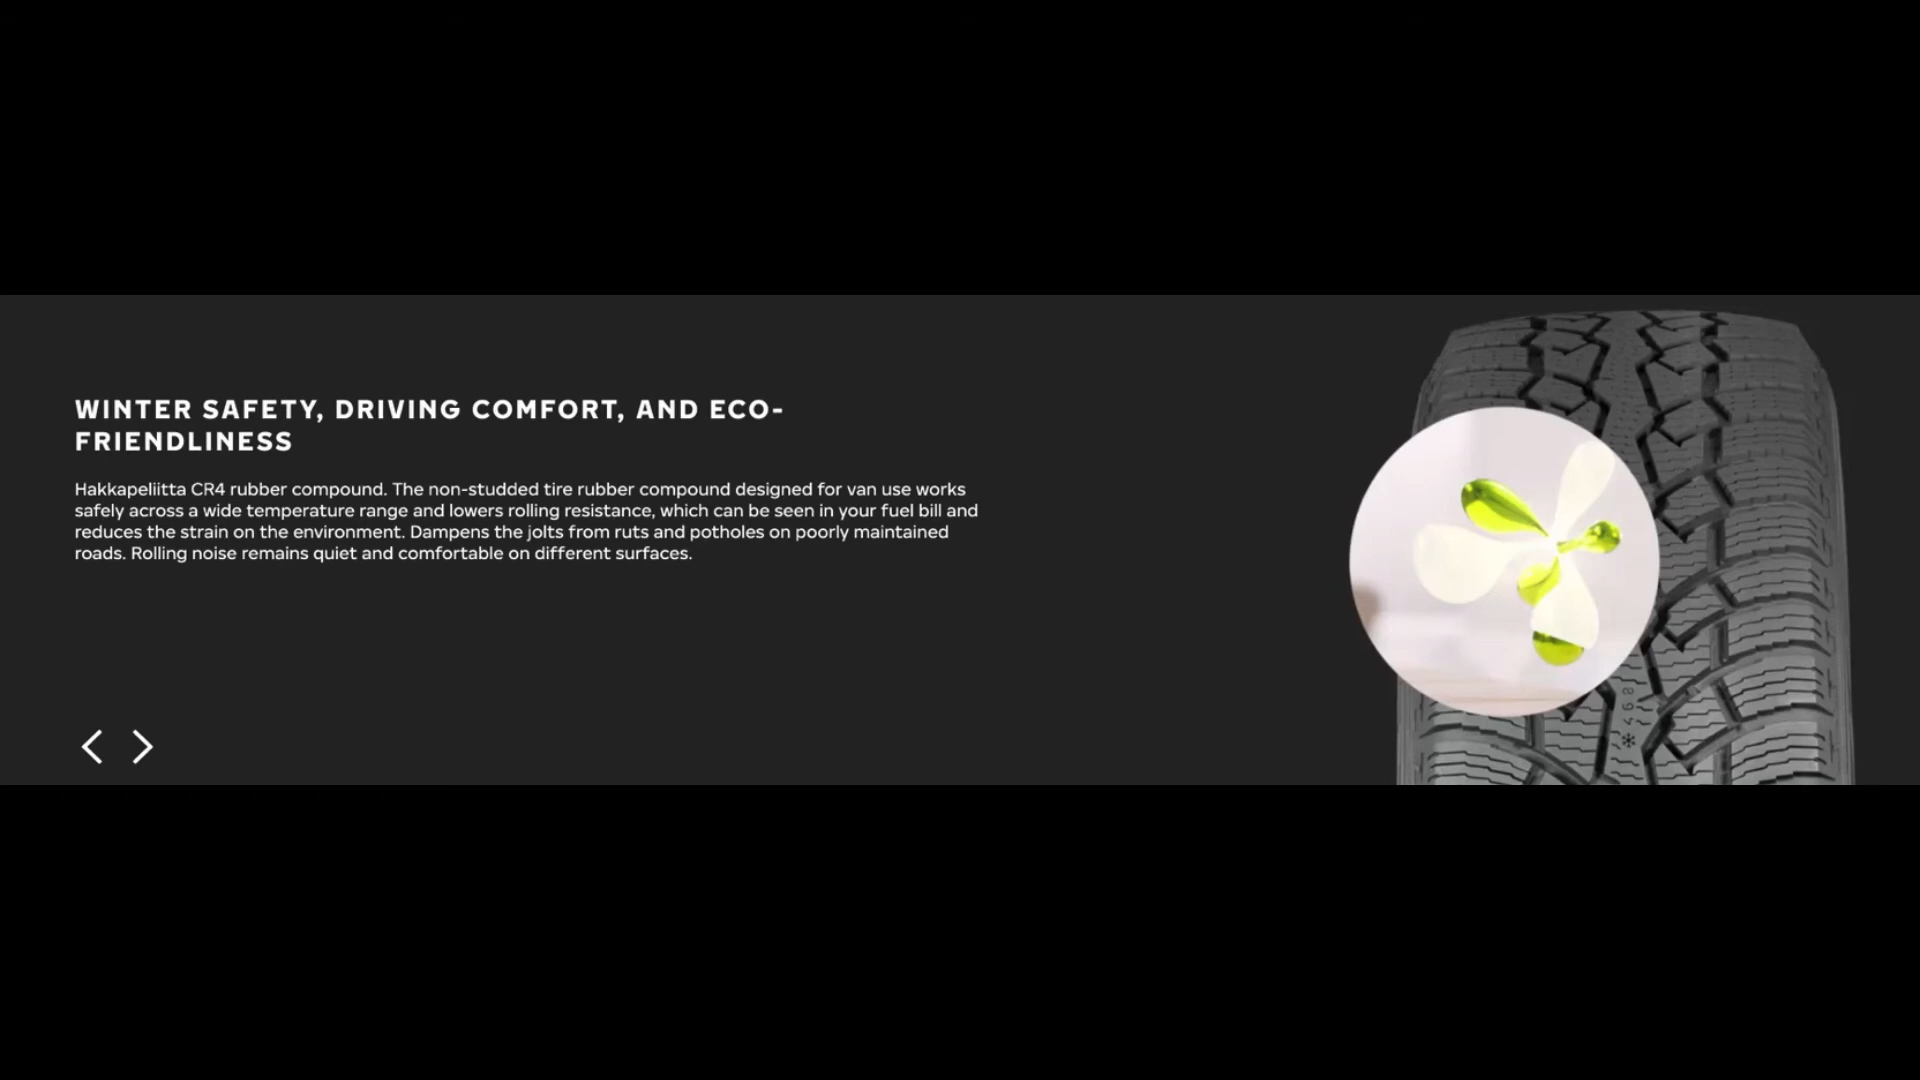 WINTER SAFETY, DRIVING COMFORT, AND ECO-
FRIENDLINESS
Hakkapeliitta CR4 rubber compound. The non-studded tire rubber compound designed for van use works
safely across a wide temperature range and lowers rolling resistance, which can be seen in your fuel bill and
reduces the strain on the environment. Dampens the jolts from ruts and potholes on poorly maintained
roads. Rolling noise remains quiet and comfortable on different surfaces.